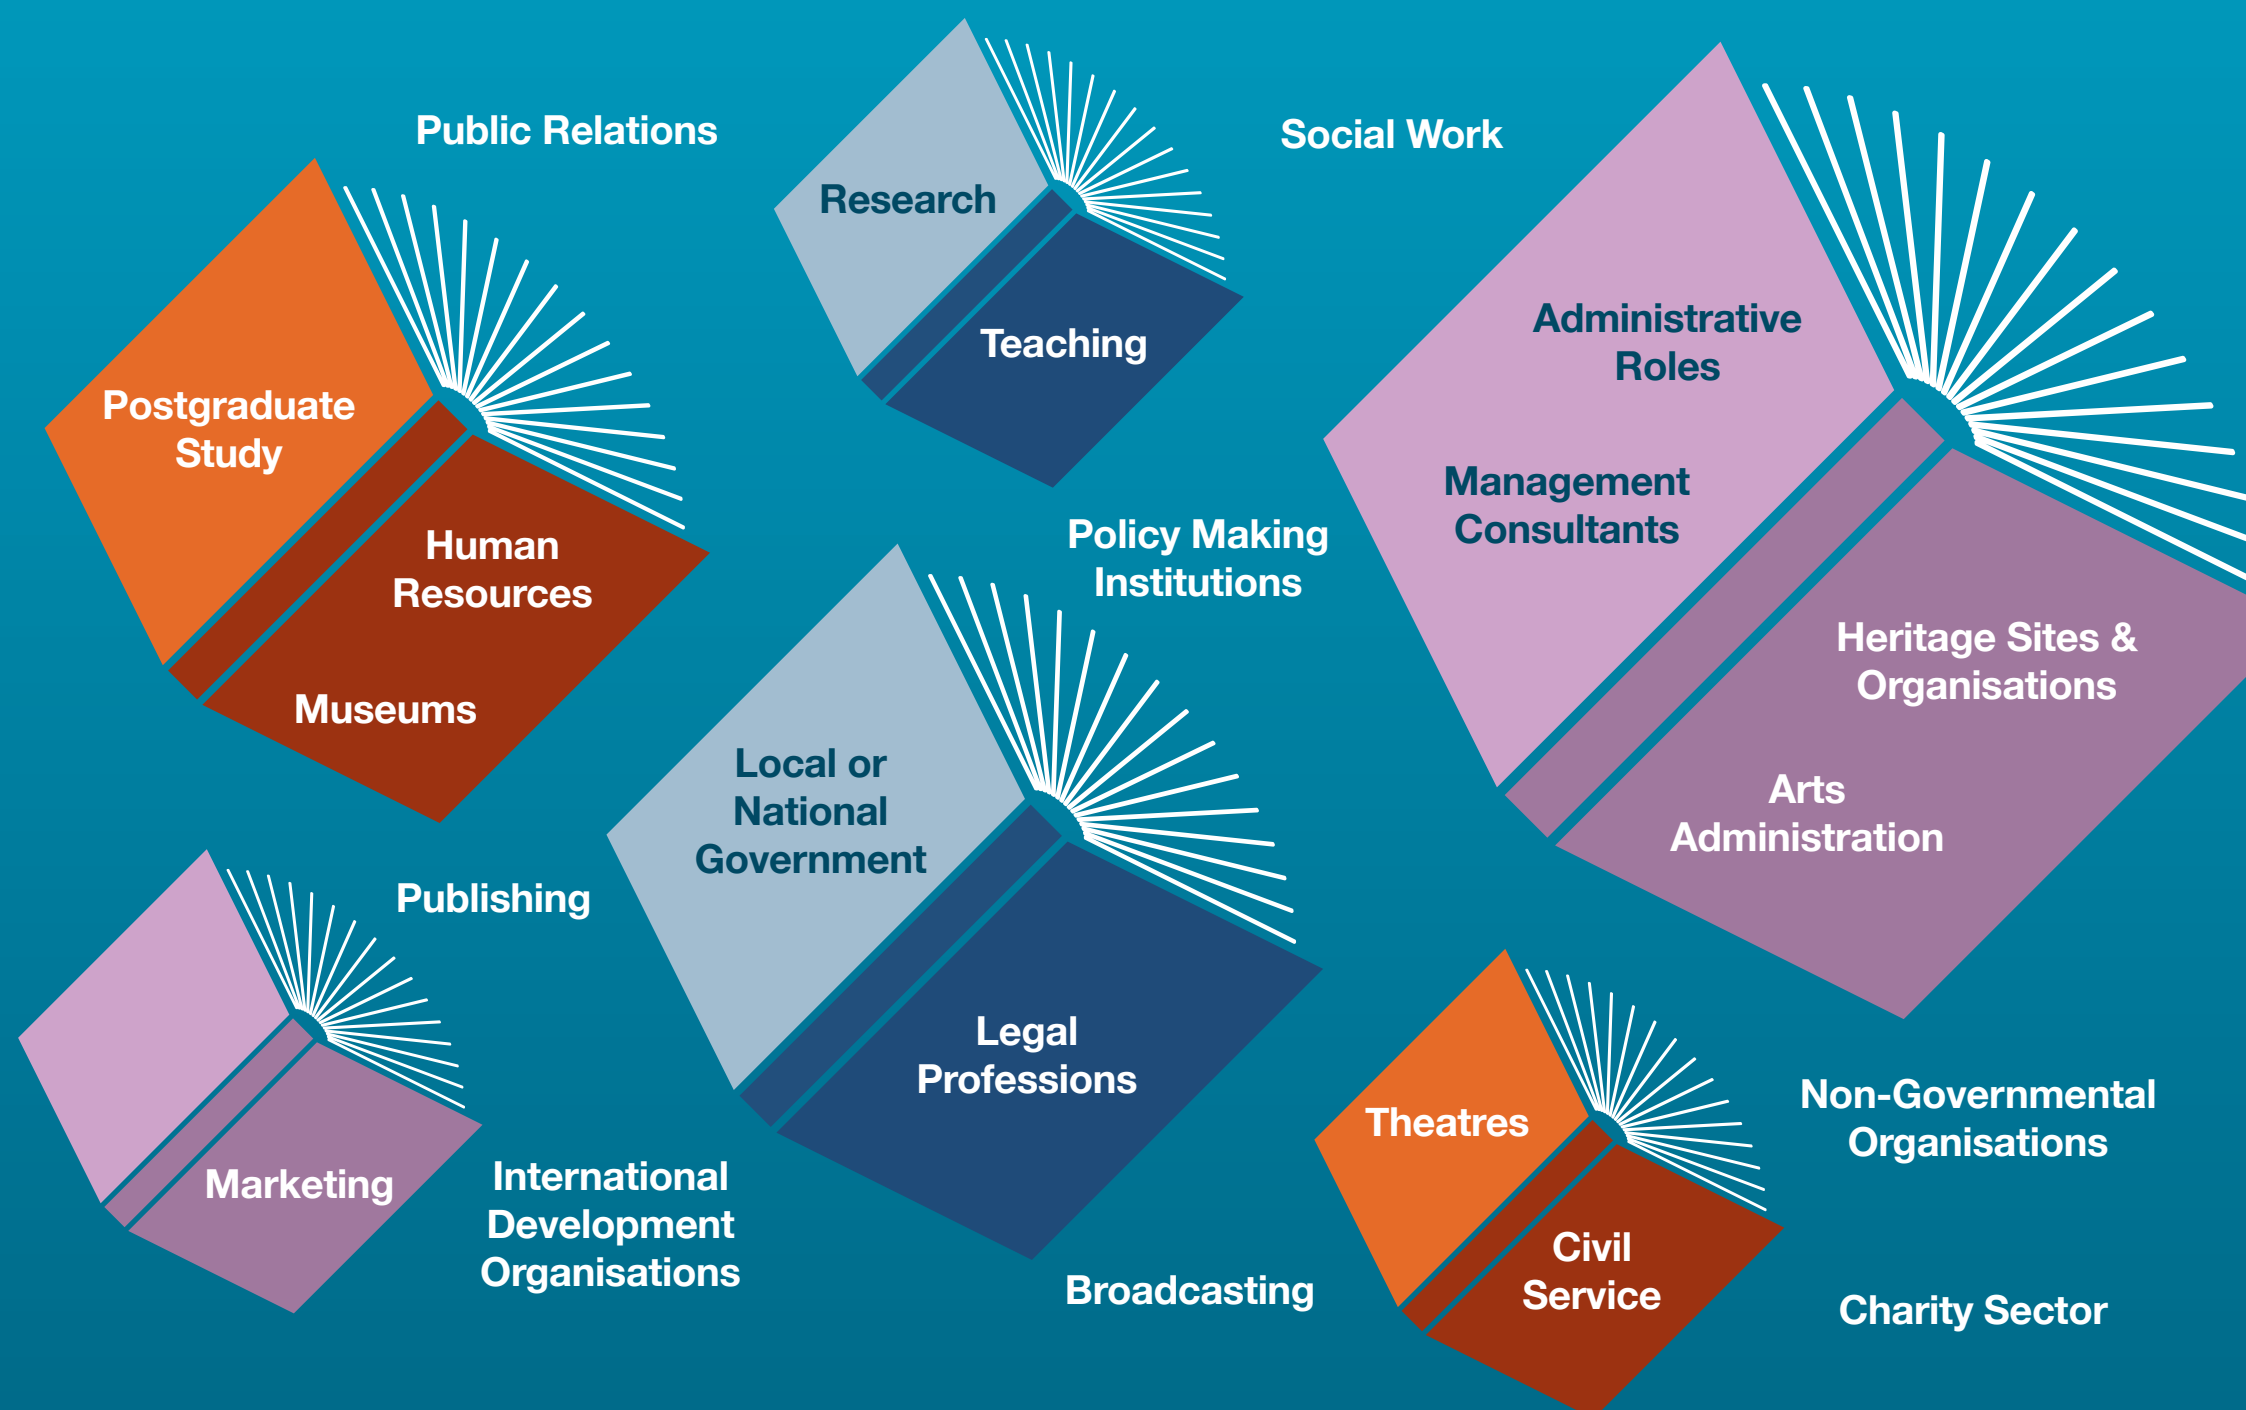 Public Relations
Social Work
Research
Teaching
Administrative
Roles
Management
Consultants
Postgraduate
Study
Human
Resources
Museums
Policy Making
Institutions
Heritage Sites &
Organisations
Arts
Administration
Local or
National
Government
Legal
Professions
Publishing
Marketing
International
Development
Organisations
Broadcasting
Theatres
Civil
Service
Non-Governmental
Organisations
Charity Sector